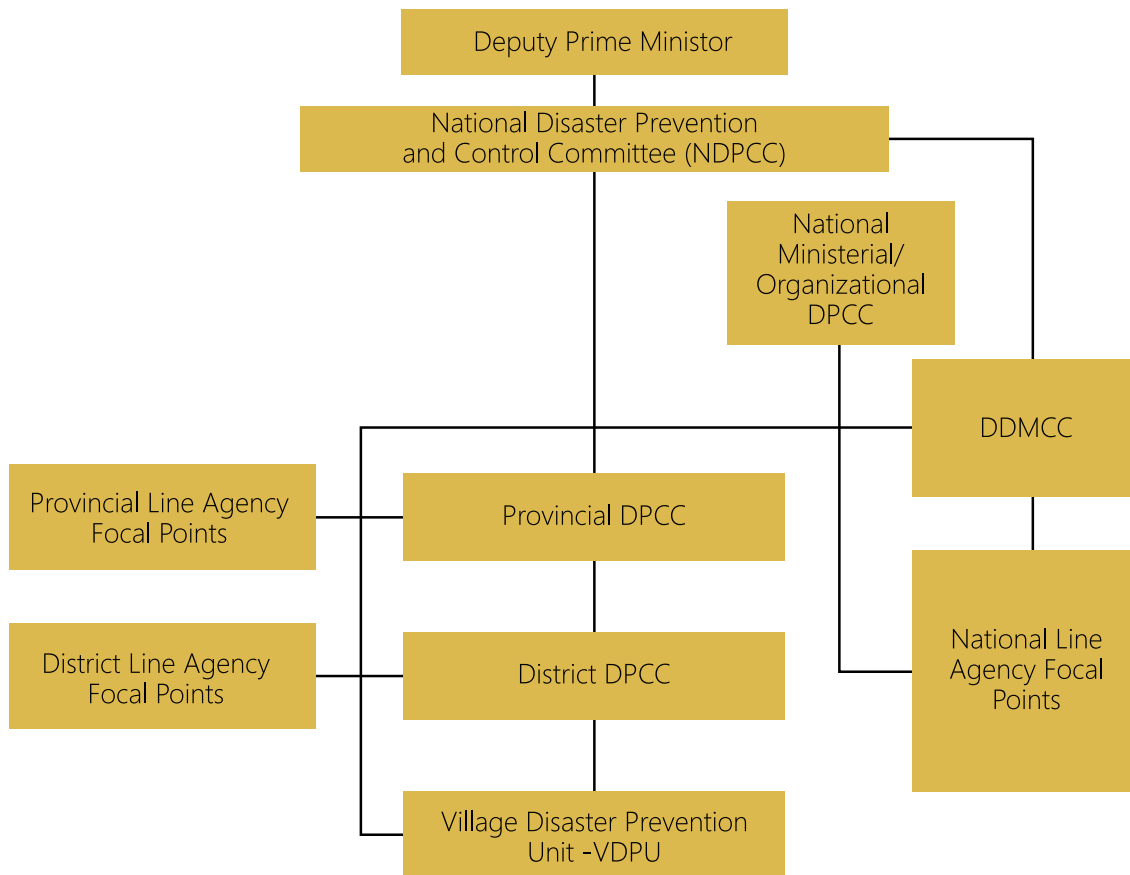 Deputy Prime Ministor
National Disaster Prevention
and Control Committee (NDPCC)
National
Ministerial/
Organizational
DPCC
DDMCC
Provincial Line Agency
Focal Points
Provincial DPCC
District Line Agency
Focal Points
District DPCC
National Line
Agency Focal
Points
Village Disaster Prevention
Unit -VDPU